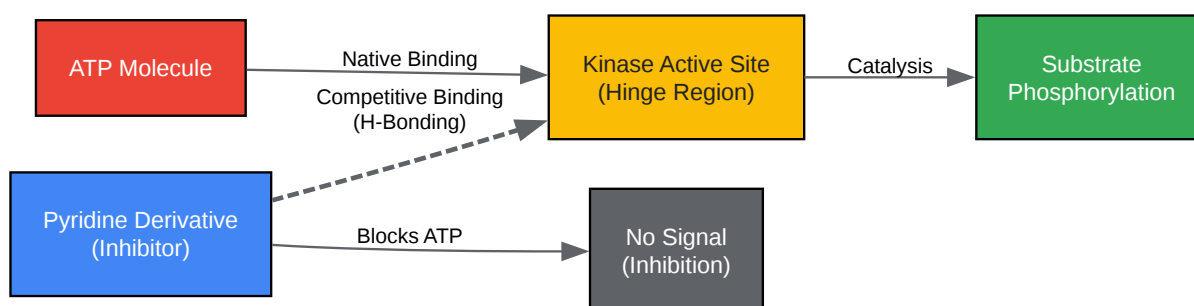 ATP Molecule
Native Binding
Kinase Active Site
(Hinge Region)
Catalysis
Substrate
Phosphorylation
Competitive Binding
(H-Bonding)
Pyridine Derivative
(Inhibitor)
Blocks ATP
No Signal
(Inhibition)